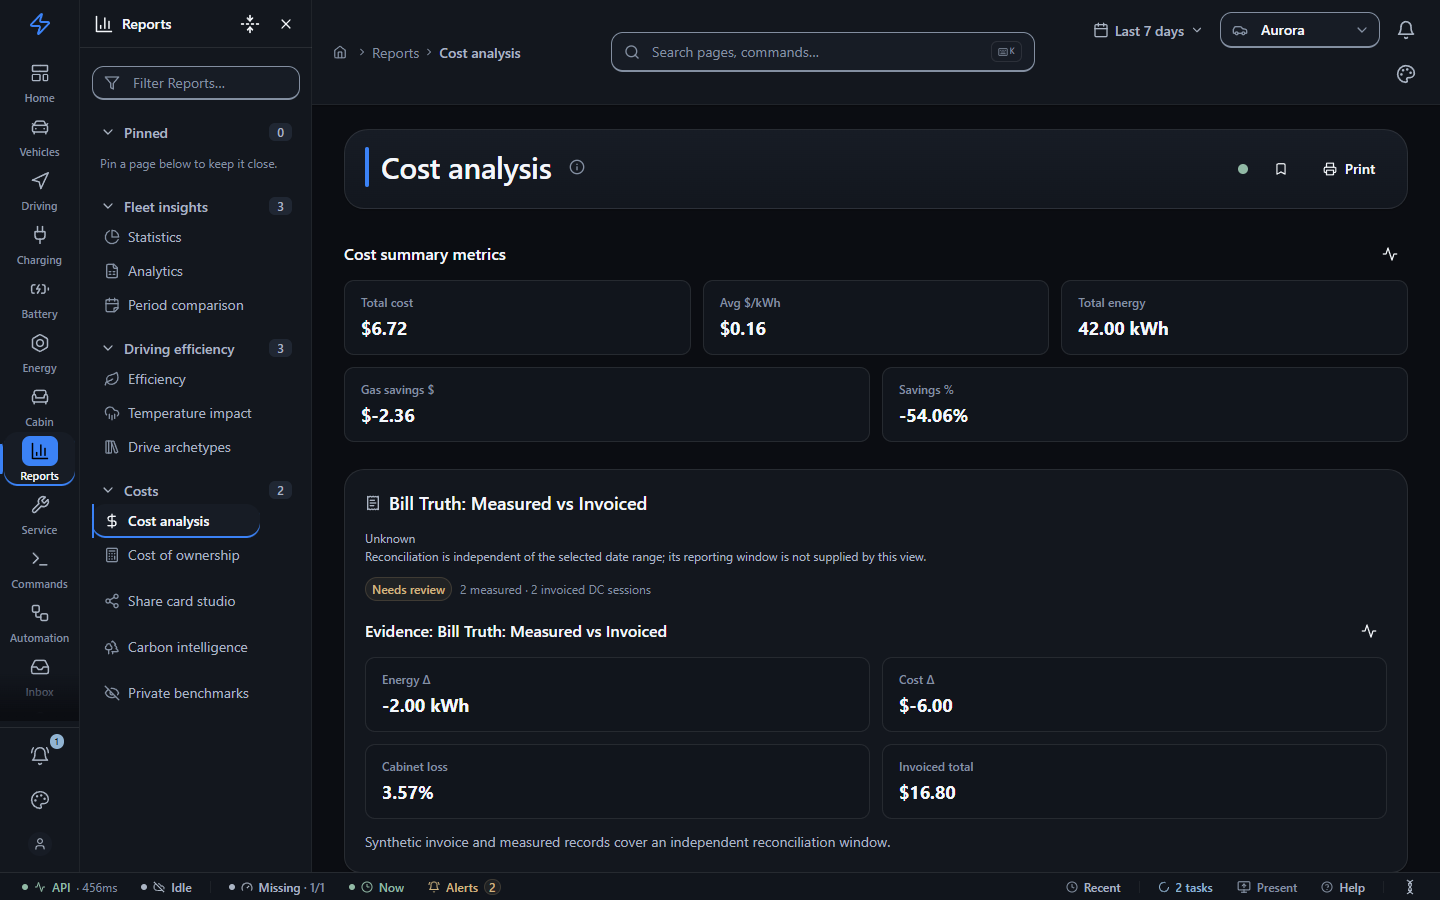 Reports
Home
Vehicles
Driving
Charging
Battery
Energy
Cabin
Reports
Service
Commands
Automation
Inbox
1
Filter Reports...
Pinned 0
Pin a page below to keep it close.
Fleet insights 3
Statistics
Analytics
Period comparison
Driving efficiency 3
Efficiency
Temperature impact
Drive archetypes
Costs 2
Cost analysis
Cost of ownership
Share card studio
Carbon intelligence
Private benchmarks
Reports Cost analysis
Search pages, commands... K
Last 7 days
Aurora
Cost analysis
Print
Cost summary metrics
Total cost
$6.72
Avg $/kWh
$0.16
Total energy
42.00 kWh
Gas savings $
$-2.36
Savings %
-54.06%
Bill Truth: Measured vs Invoiced
Unknown
Reconciliation is independent of the selected date range; its reporting window is not supplied by this view.
Needs review 2 measured · 2 invoiced DC sessions
Evidence: Bill Truth: Measured vs Invoiced
Energy Δ
-2.00 kWh
Cost Δ
$-6.00
Cabinet loss
3.57%
Invoiced total
$16.80
Synthetic invoice and measured records cover an independent reconciliation window.
API · 456ms Idle Missing · 1/1 Now Alerts 2 Recent 2 tasks Present Help